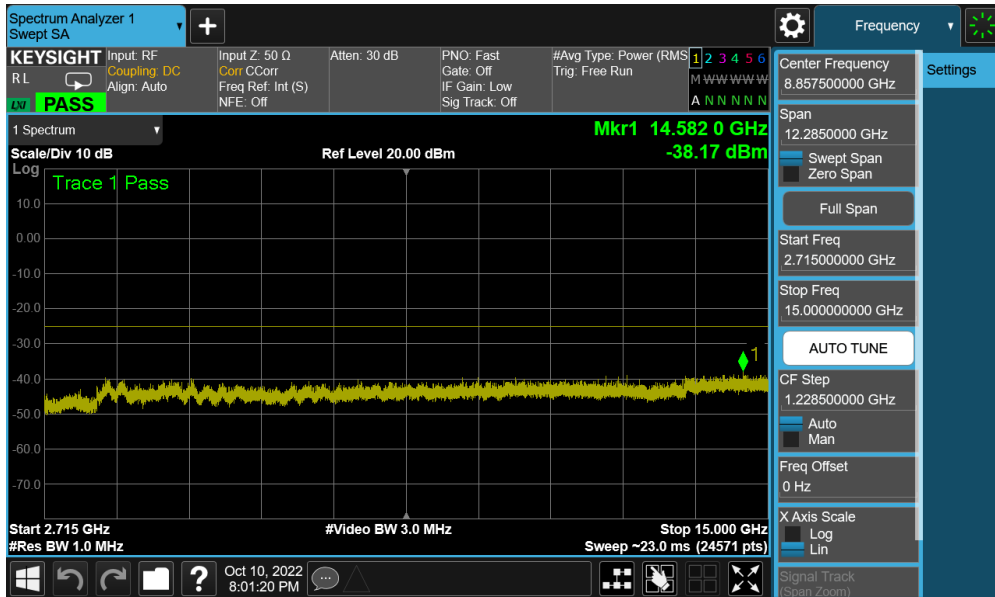 Spectrum Analyzer 1
Swept SA
+
Frequency
KEYSIGHT
R L
LXI
PASS
Input: RF
Coupling: DC
Align: Auto
Input Z: 50 Ω
Corr CCorr
Freq Ref: Int (S)
NFE: Off
Atten: 30 dB
PNO: Fast
Gate: Off
IF Gain: Low
Sig Track: Off
#Avg Type: Power (RMS
Trig: Free Run
1 2 3 4 5 6
M W W W W W
A N N N N N
1 Spectrum
Scale/Div 10 dB
Ref Level 20.00 dBm
Mkr1 14.582 0 GHz
-38.17 dBm
Log
Trace 1 Pass
10.0
0.00
-10.0
-20.0
-30.0
-40.0
-50.0
-60.0
-70.0
1
Start 2.715 GHz
#Video BW 3.0 MHz
Stop 15.000 GHz
#Res BW 1.0 MHz
Sweep ~23.0 ms (24571 pts)
?
Oct 10, 2022
8:01:20 PM
Center Frequency
8.857500000 GHz
Span
12.2850000 GHz
Swept Span
Zero Span
Full Span
Start Freq
2.715000000 GHz
Stop Freq
15.000000000 GHz
AUTO TUNE
CF Step
1.228500000 GHz
Auto
Man
Freq Offset
0 Hz
X Axis Scale
Log
Lin
Signal Track
(Span Zoom)
Settings